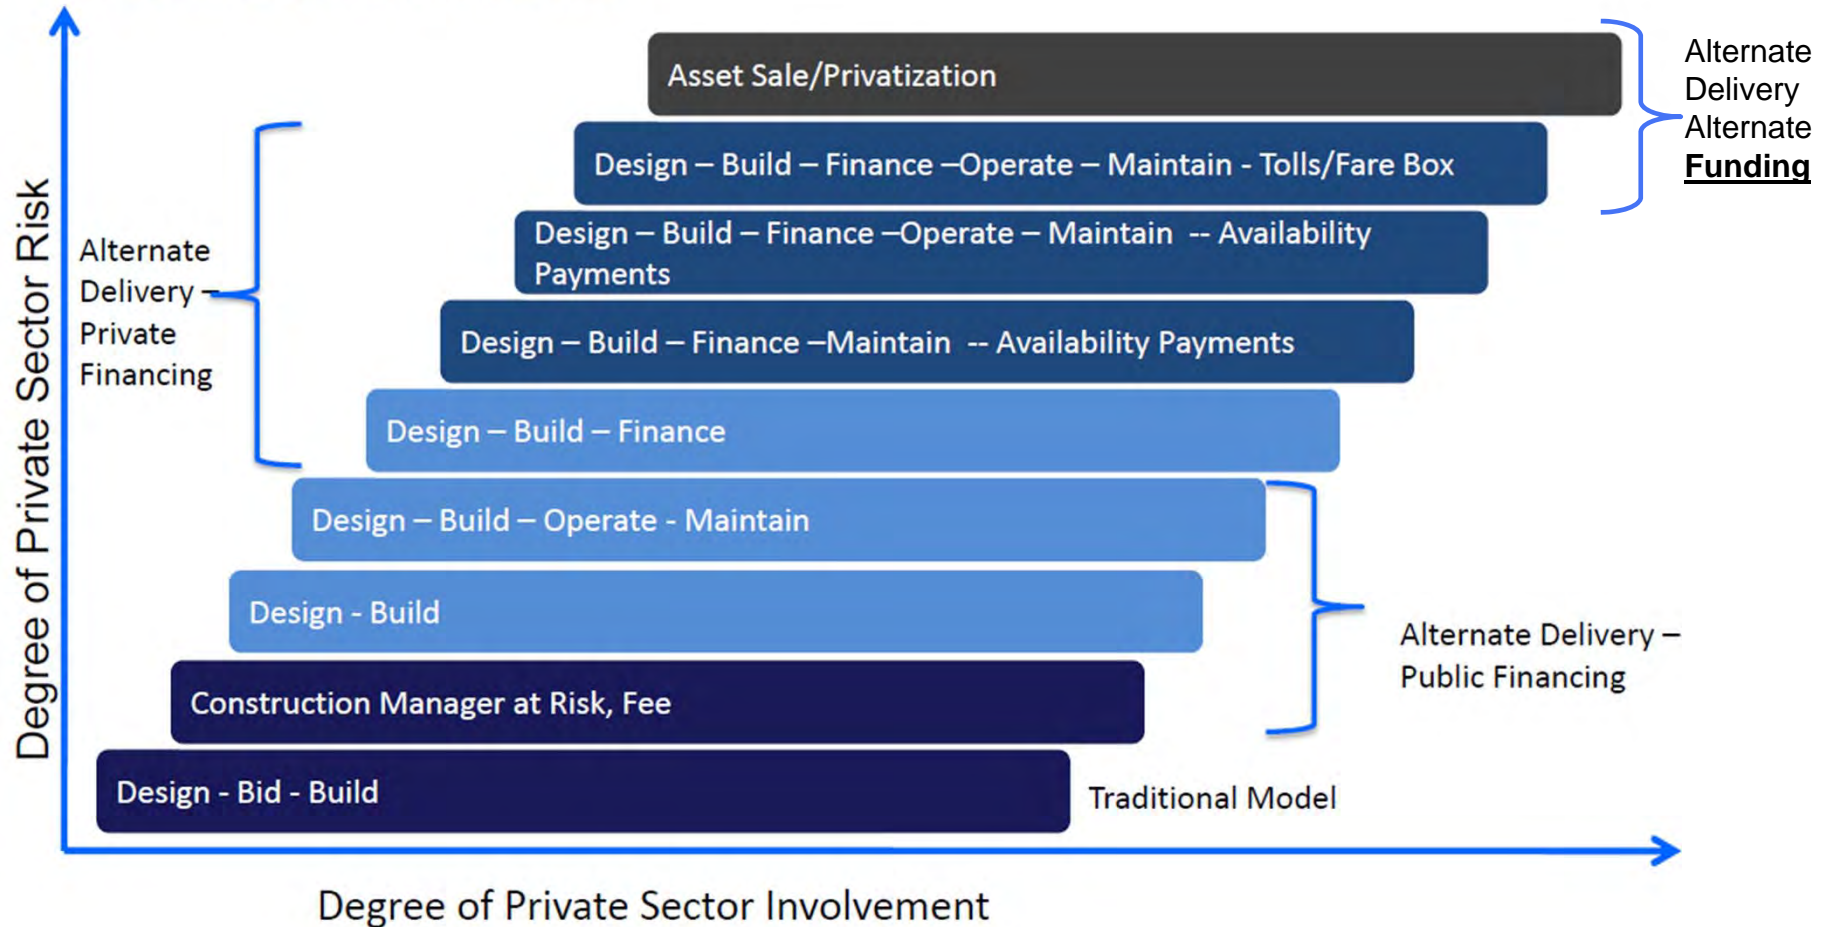 Asset Sale/Privatization
Alternate
Delivery
Alternate
Funding
Design – Build – Finance –Operate – Maintain - Tolls/Fare Box
Design – Build – Finance –Operate – Maintain -- Availability
Payments
Alternate
Delivery –
Private
Financing
Design – Build – Finance –Maintain -- Availability Payments
Design – Build – Finance
Design – Build – Operate - Maintain
Design - Build
Alternate Delivery –
Public Financing
Construction Manager at Risk, Fee
Design - Bid - Build
Traditional Model
Degree of Private Sector Risk
Degree of Private Sector Involvement